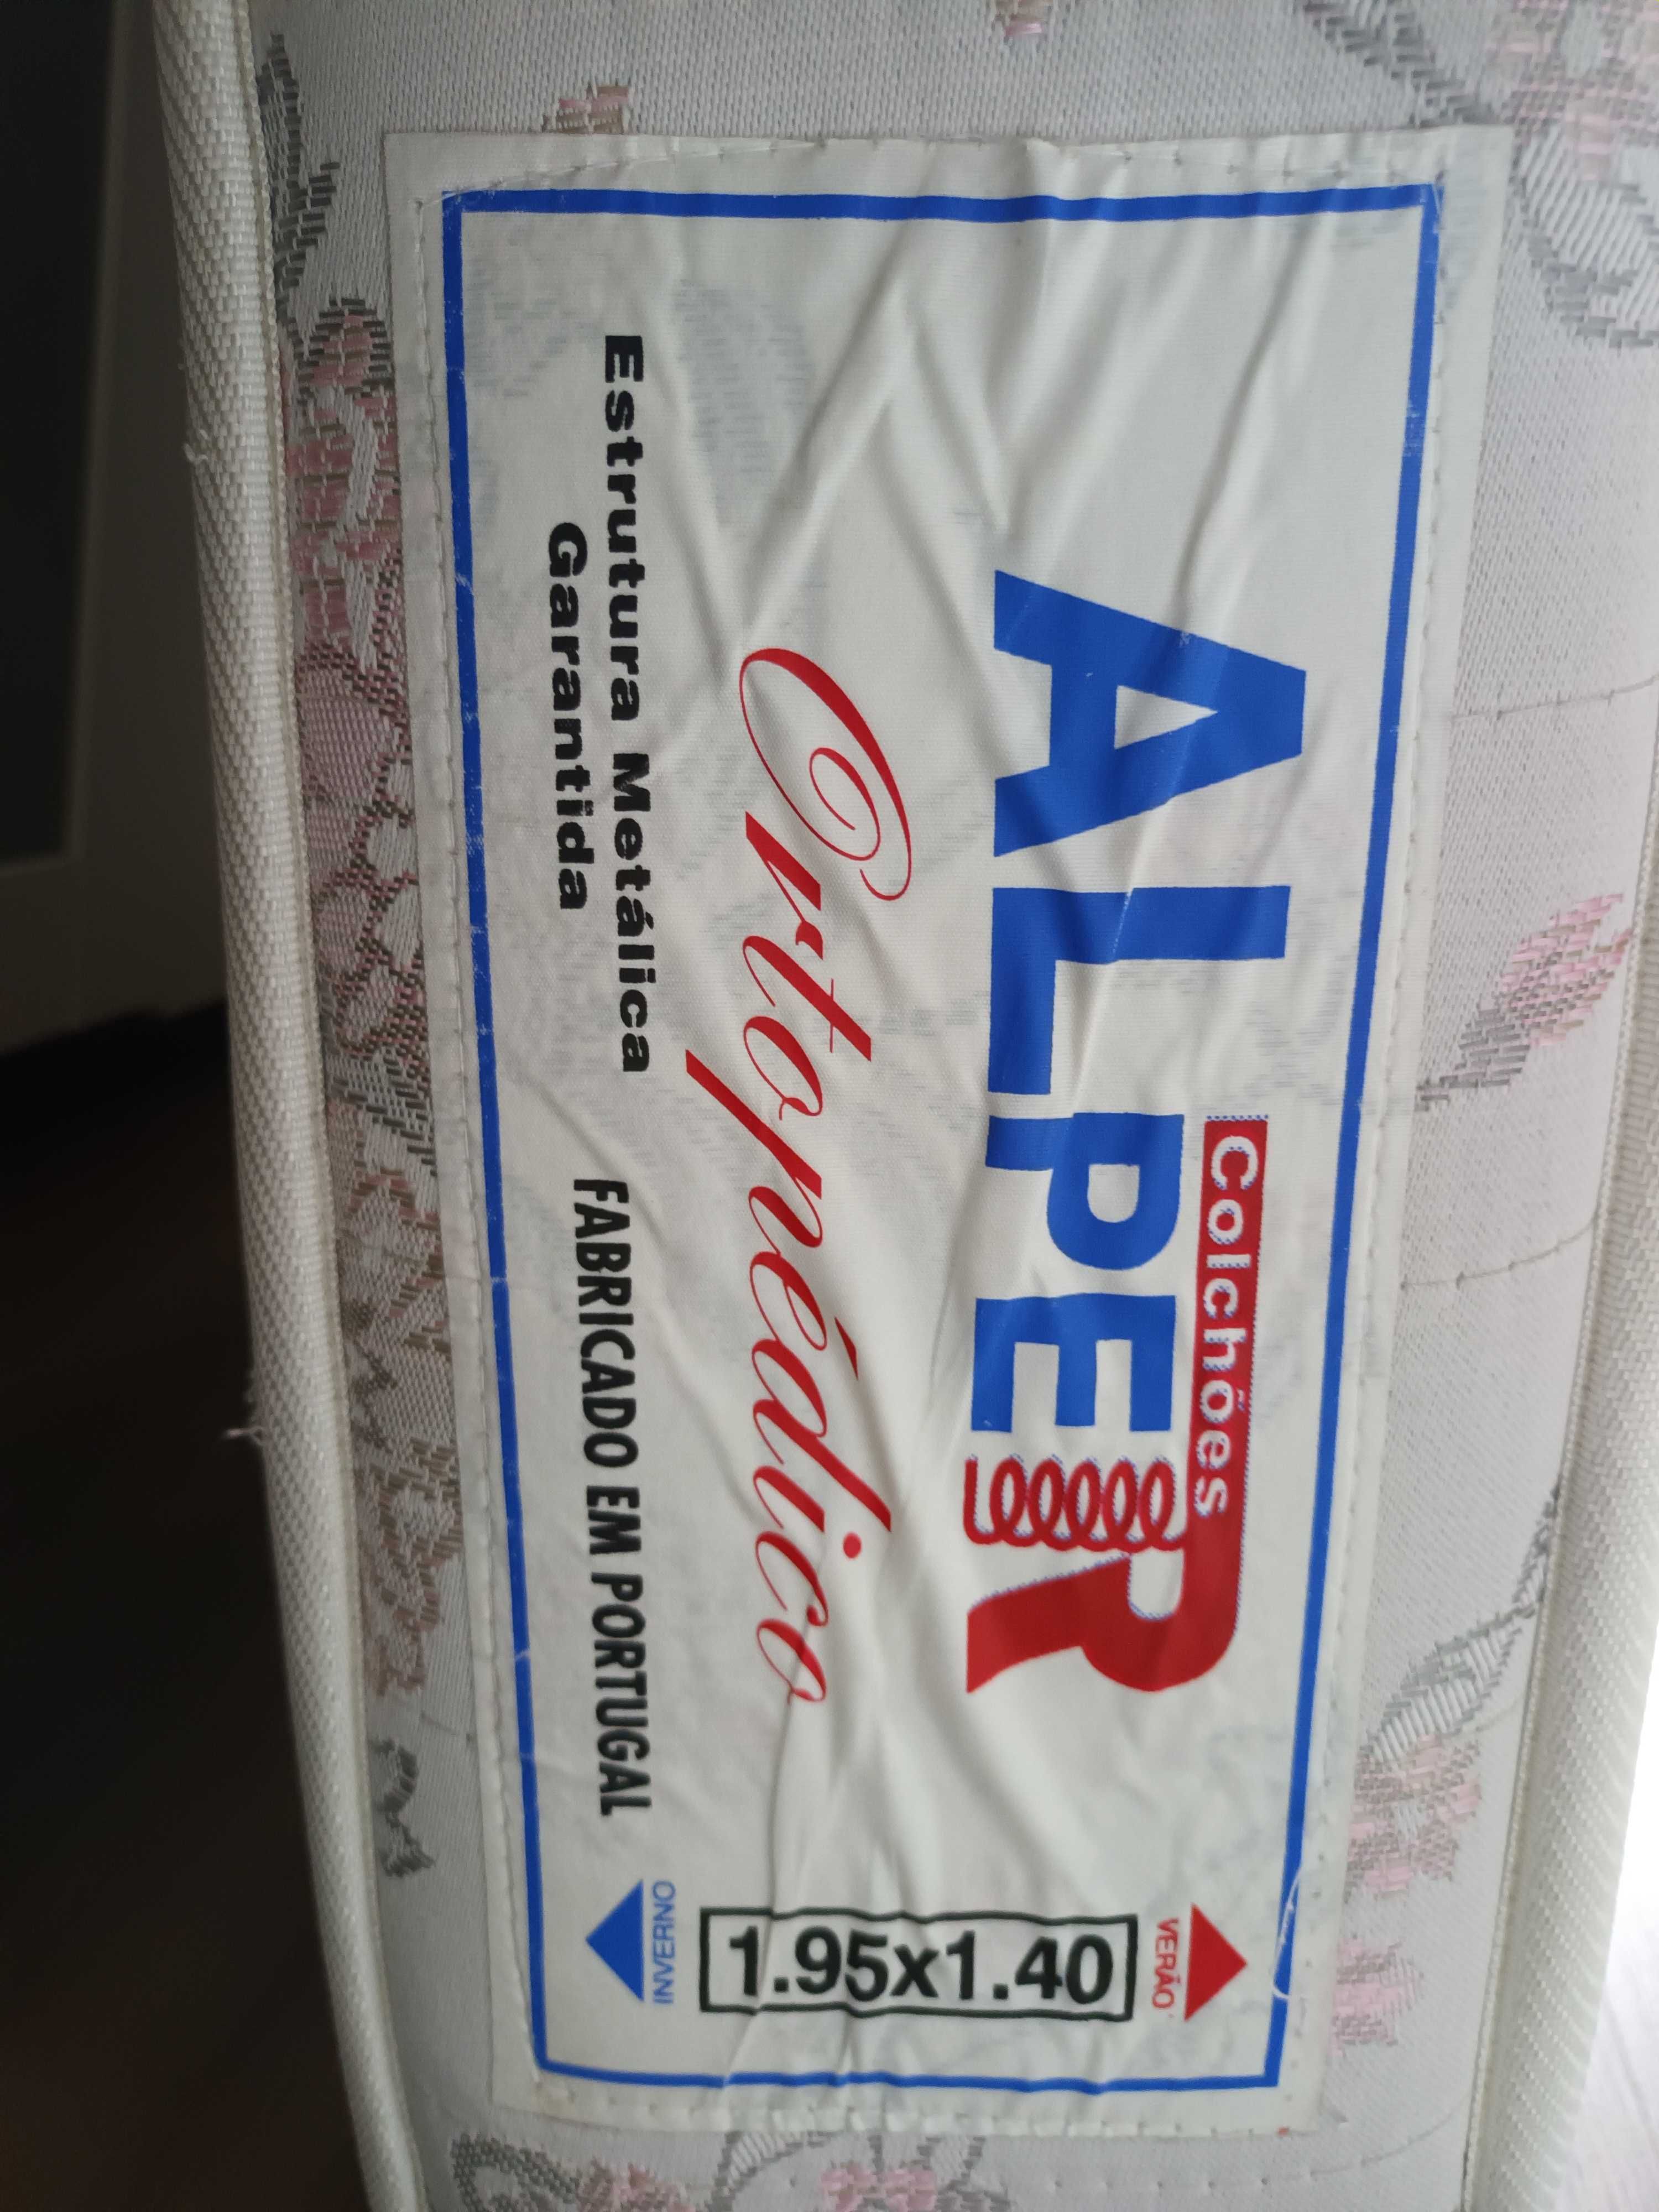 Colchões
ALPER
Ortopédico
Estrutura Metálica
Garantida
FABRICADO EM PORTUGAL
VERÃO
1.95x1.40
INVERNO